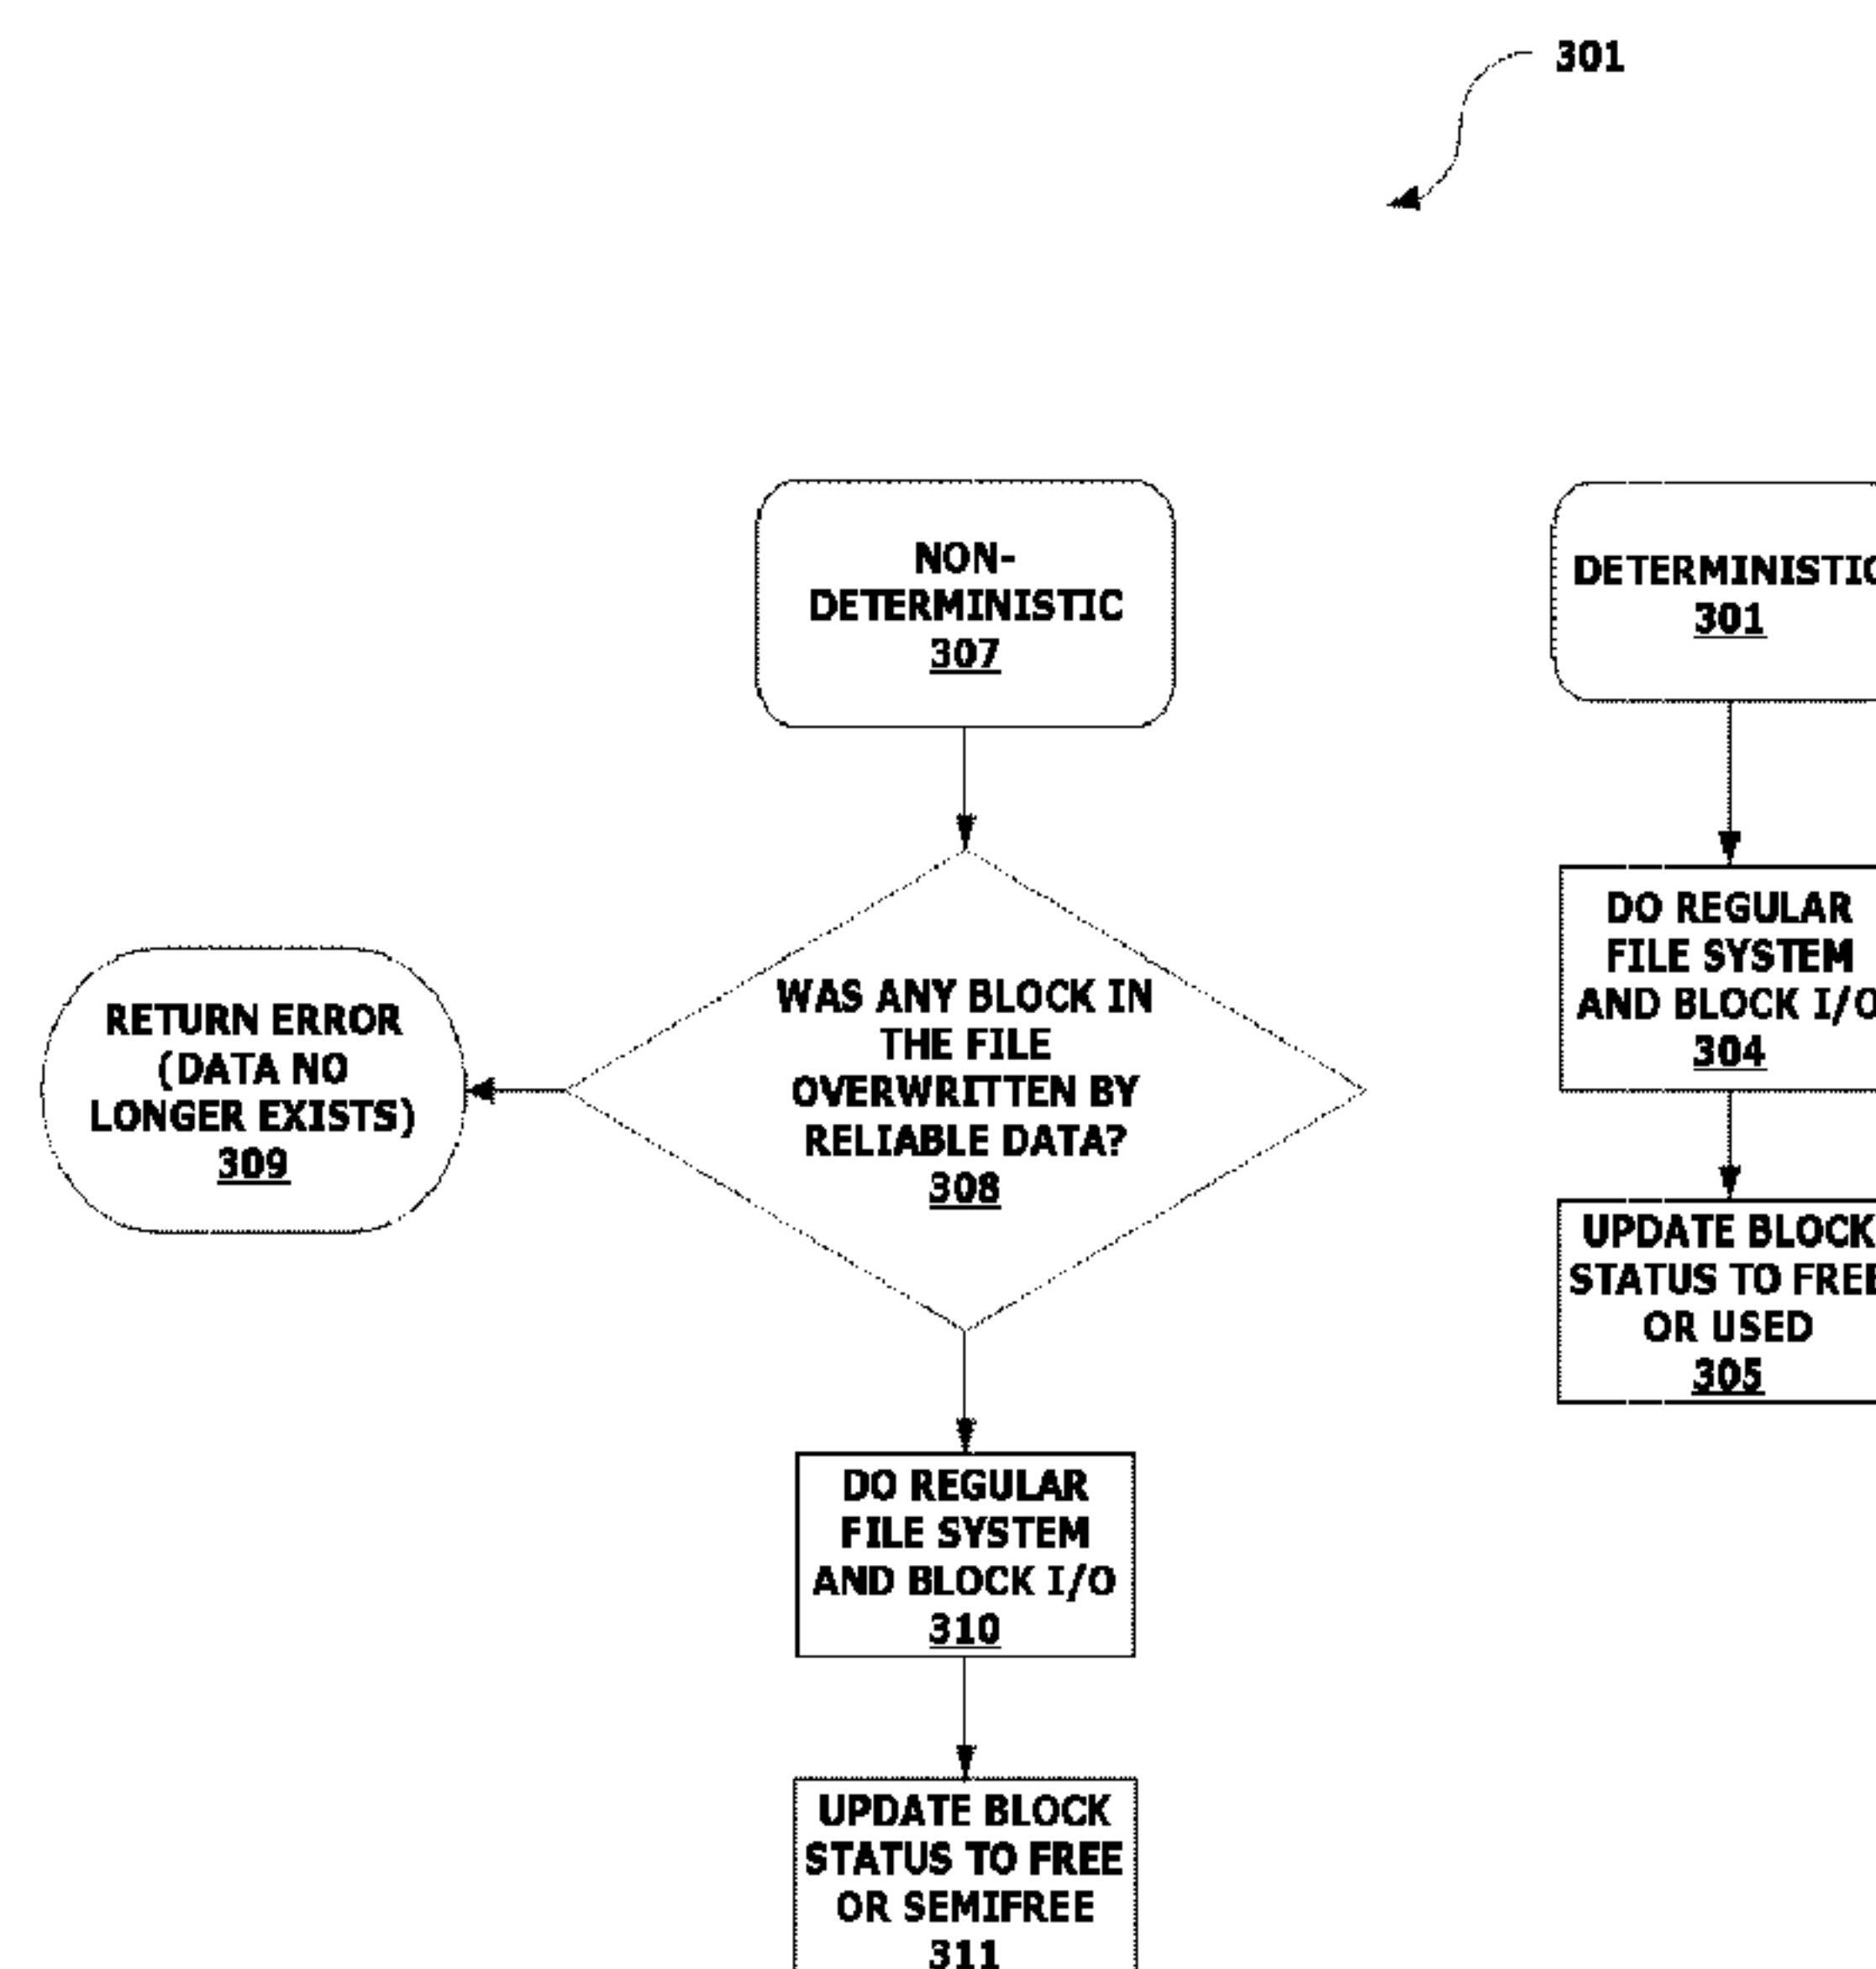 301
NON-
DETERMINISTIC
307
WAS ANY BLOCK IN
THE FILE
OVERWRITTEN BY
RELIABLE DATA?
308
RETURN ERROR
(DATA NO
LONGER EXISTS)
309
DO REGULAR
FILE SYSTEM
AND BLOCK I/O
310
UPDATE BLOCK
STATUS TO FREE
OR SEMIFREE
311
DETERMINISTIC
301
DO REGULAR
FILE SYSTEM
AND BLOCK I/O
304
UPDATE BLOCK
STATUS TO FREE
OR USED
305